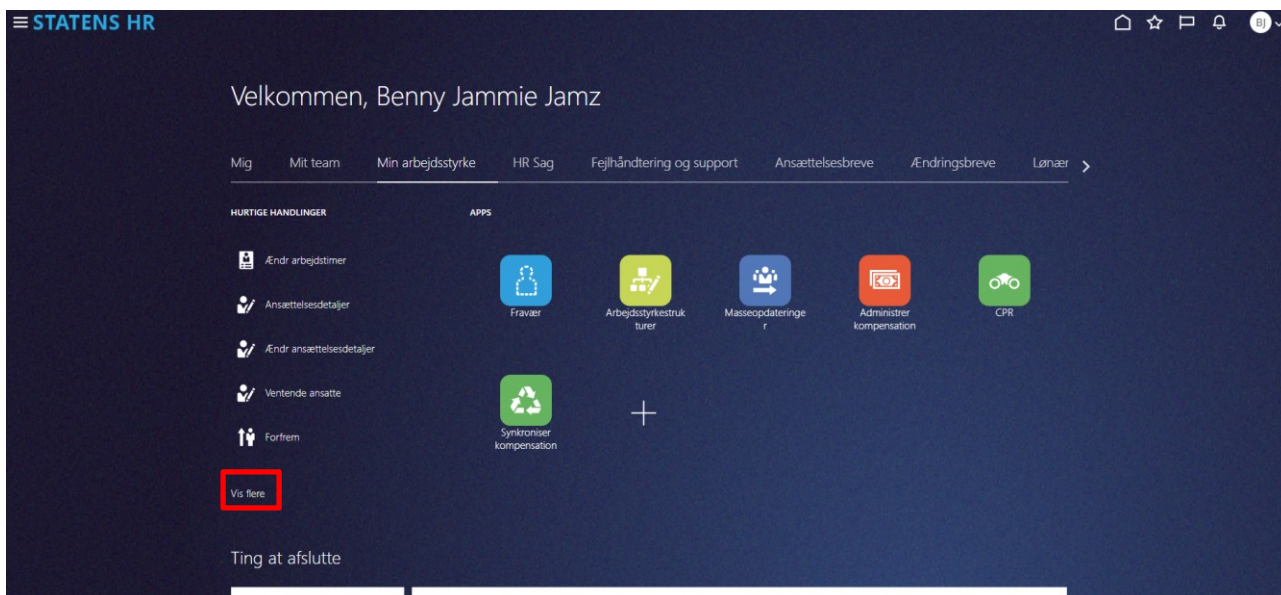 STATENS HR
BJ
Velkommen, Benny Jammie Jamz
Mig Mit team Min arbejdsstyrke HR Sag Fejlhåndtering og support Ansættelsesbreve Ændringsbreve Lønær
HURTIGE HANDLINGER
Ændr arbejdstimer
Ansættelsesdetaljer
Ændr ansættelsesdetaljer
Ventende ansatte
Forfrem
Vis flere
APPS
Fravær
Arbejdsstyrkestruk
turer
Masseopdateringe
r
Administrer
kompensation
CPR
Synkroniser
kompensation
Ting at afslutte